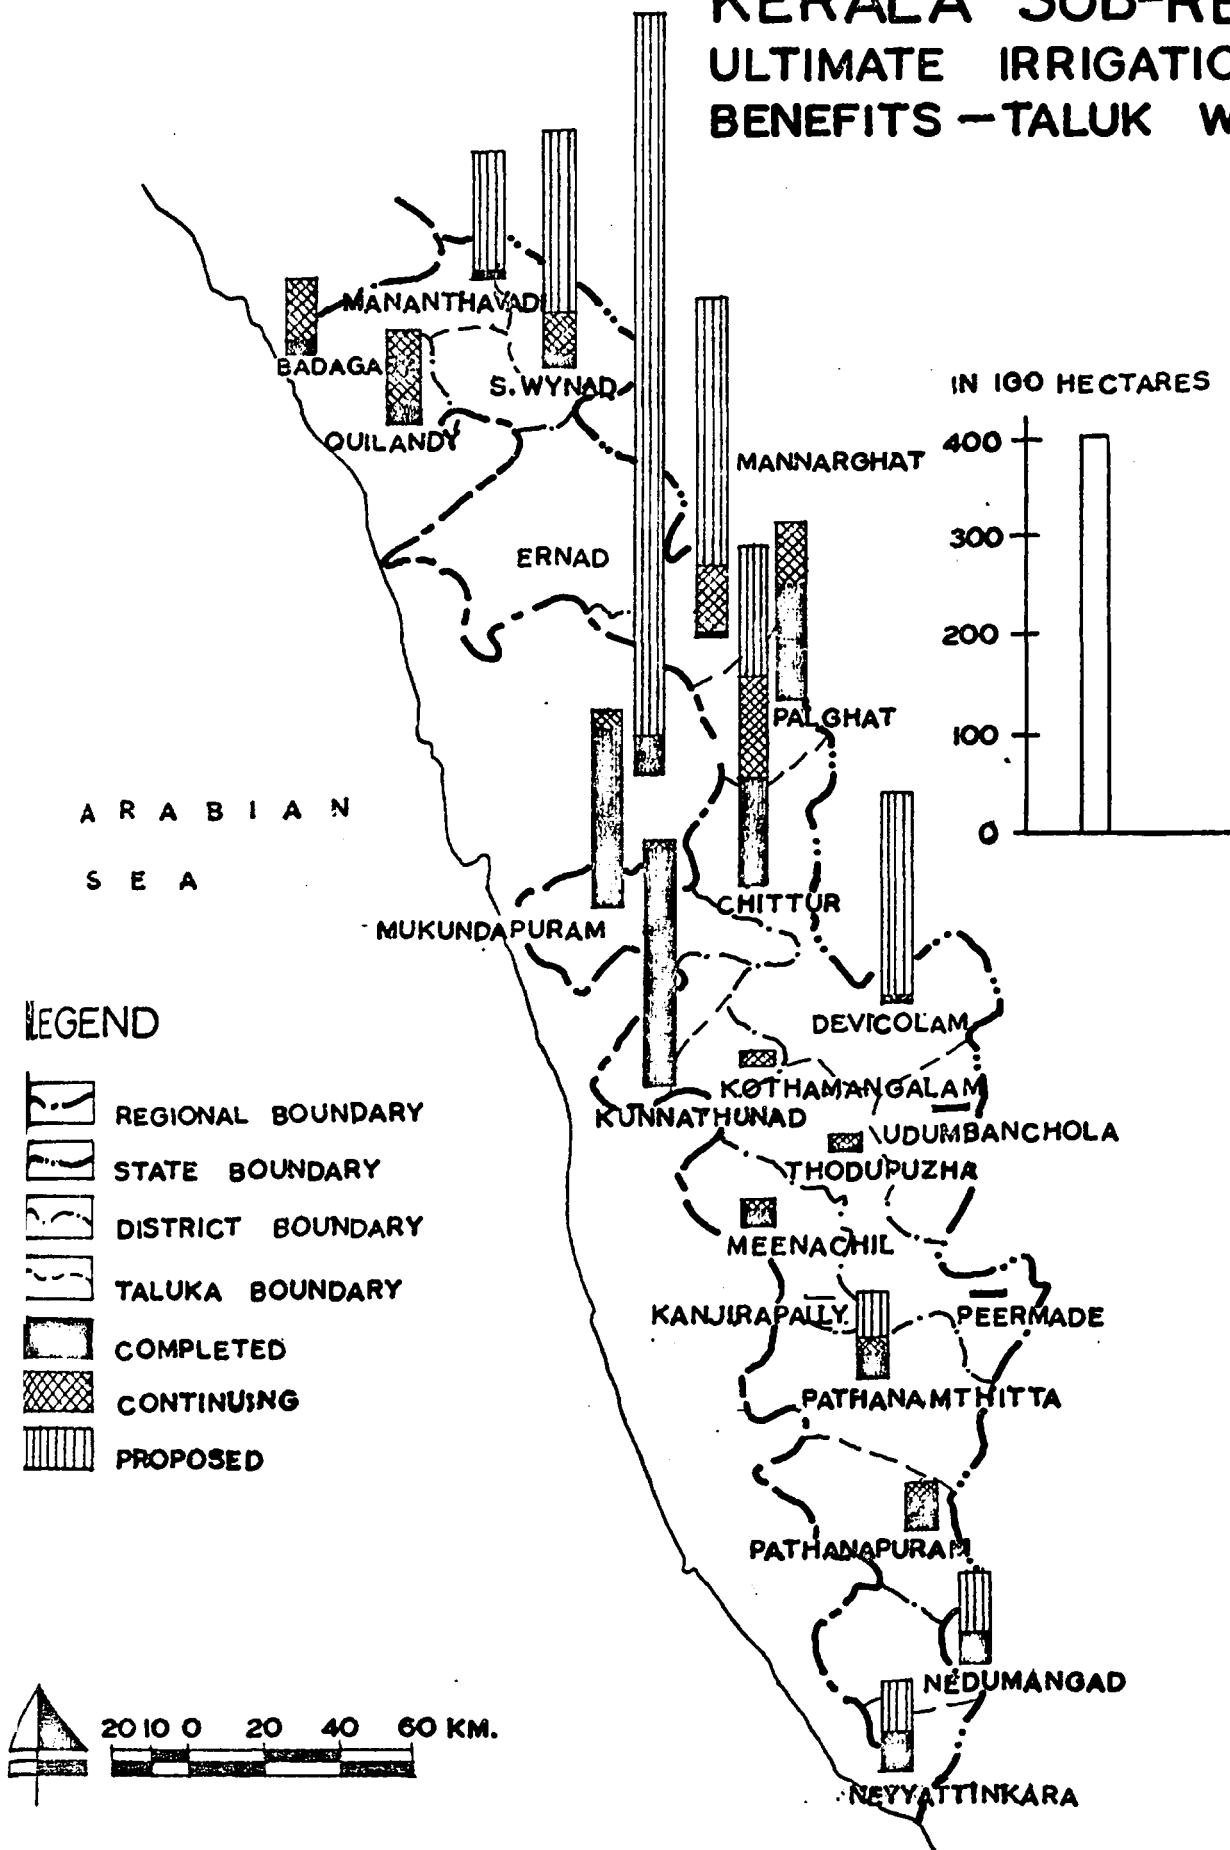 KERALA SUB-RE
ULTIMATE IRRIGATIO
BENEFITS – TALUK W
MANANTHAVADI
BADAGA
S. WYNAD
QUILANDY
IN 100 HECTARES
400
300
200
100
0
MANNARGHAT
ERNAD
PALGHAT
ARABIAN
SEA
CHITTUR
MUKUNDAPURAM
DEVICOLAM
LEGEND
REGIONAL BOUNDARY
STATE BOUNDARY
DISTRICT BOUNDARY
TALUKA BOUNDARY
COMPLETED
CONTINUING
PROPOSED
KOTHAMANGALAM
KUNNATHUNAD
UDUMBANCHOLA
THODUPUZHA
MEENACHIL
KANJIRAPALLY.
PEERMADE
PATHANAMTHITTA
PATHANAPURAM
NEDUMANGAD
NEYYATTINKARA
20 10 0 20 40 60 KM.